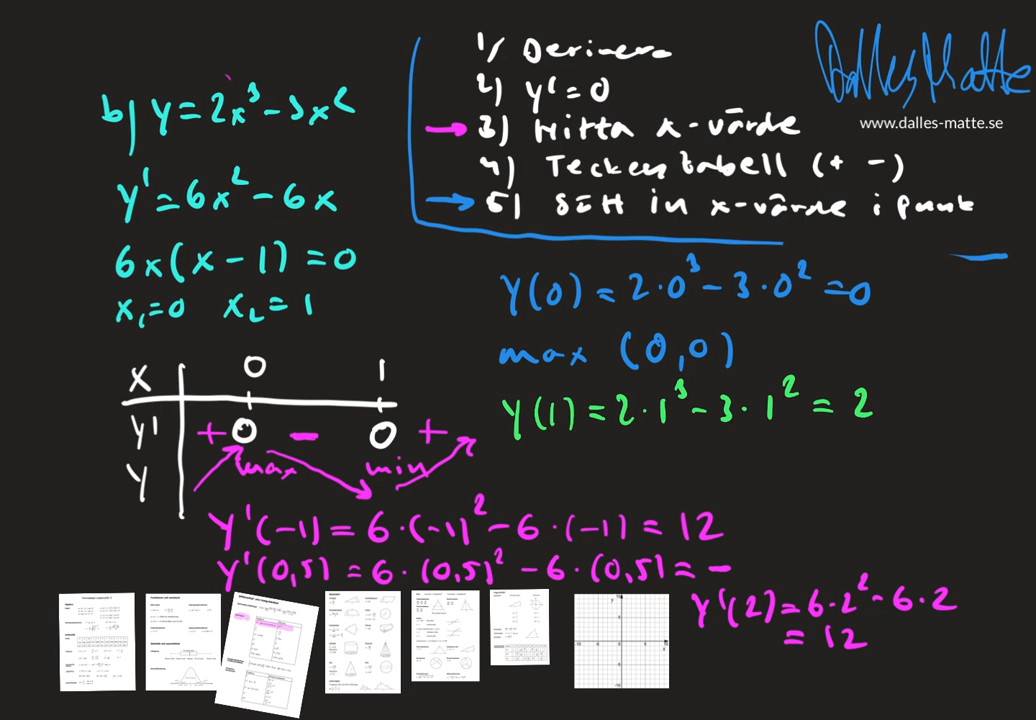 1) Derivera
2) y' = 0
3) Hitta x-värde
4) Teckentabell (+ -)
5) Sätt in x-värde i punk
Dalles Matte
www.dalles-matte.se
b) y = 2x³ - 3x²
y' = 6x² - 6x
6x(x - 1) = 0
x₁ = 0 x₂ = 1
x 0 1
y' + 0 - 0 +
y max min
y(0) = 2·0³ - 3·0² = 0
max (0,0)
y(1) = 2·1³ - 3·1² = 2
y'(-1) = 6·(-1)² - 6·(-1) = 12
y'(0,5) = 6·(0,5)² - 6·(0,5) = -
y'(2) = 6·2² - 6·2
= 12